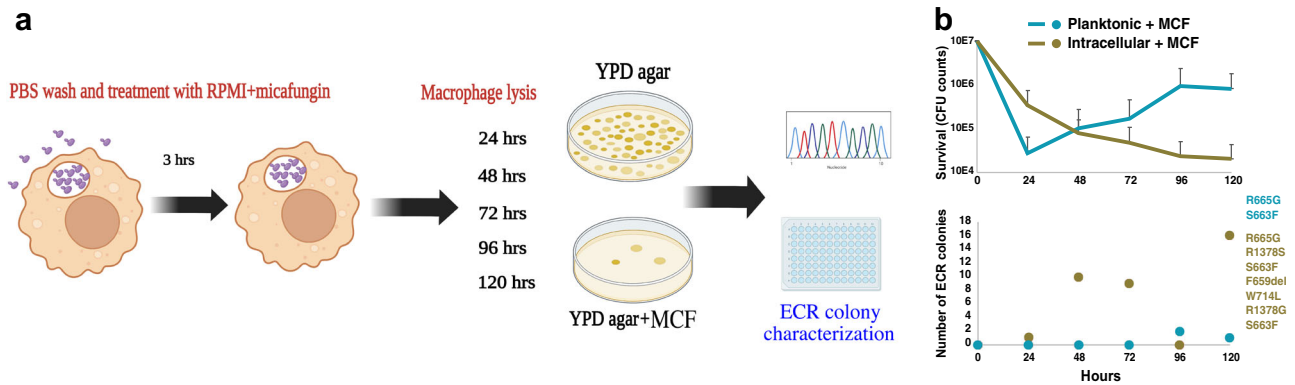 a
PBS wash and treatment with RPMI+micafungin
3 hrs
Macrophage lysis
24 hrs
48 hrs
72 hrs
96 hrs
120 hrs
YPD agar
YPD agar+MCF
Nucleotide
ECR colony
characterization
b
Planktonic + MCF
Intracellular + MCF
Survival (CFU counts)
10E7
10E6
10E5
10E4
0 24 48 72 96 120
Number of ECR colonies
18
16
14
12
10
8
6
4
2
0
0 24 48 72 96 120
Hours
R665G
S663F
R665G
R1378S
S663F
F659del
W714L
R1378G
S663F